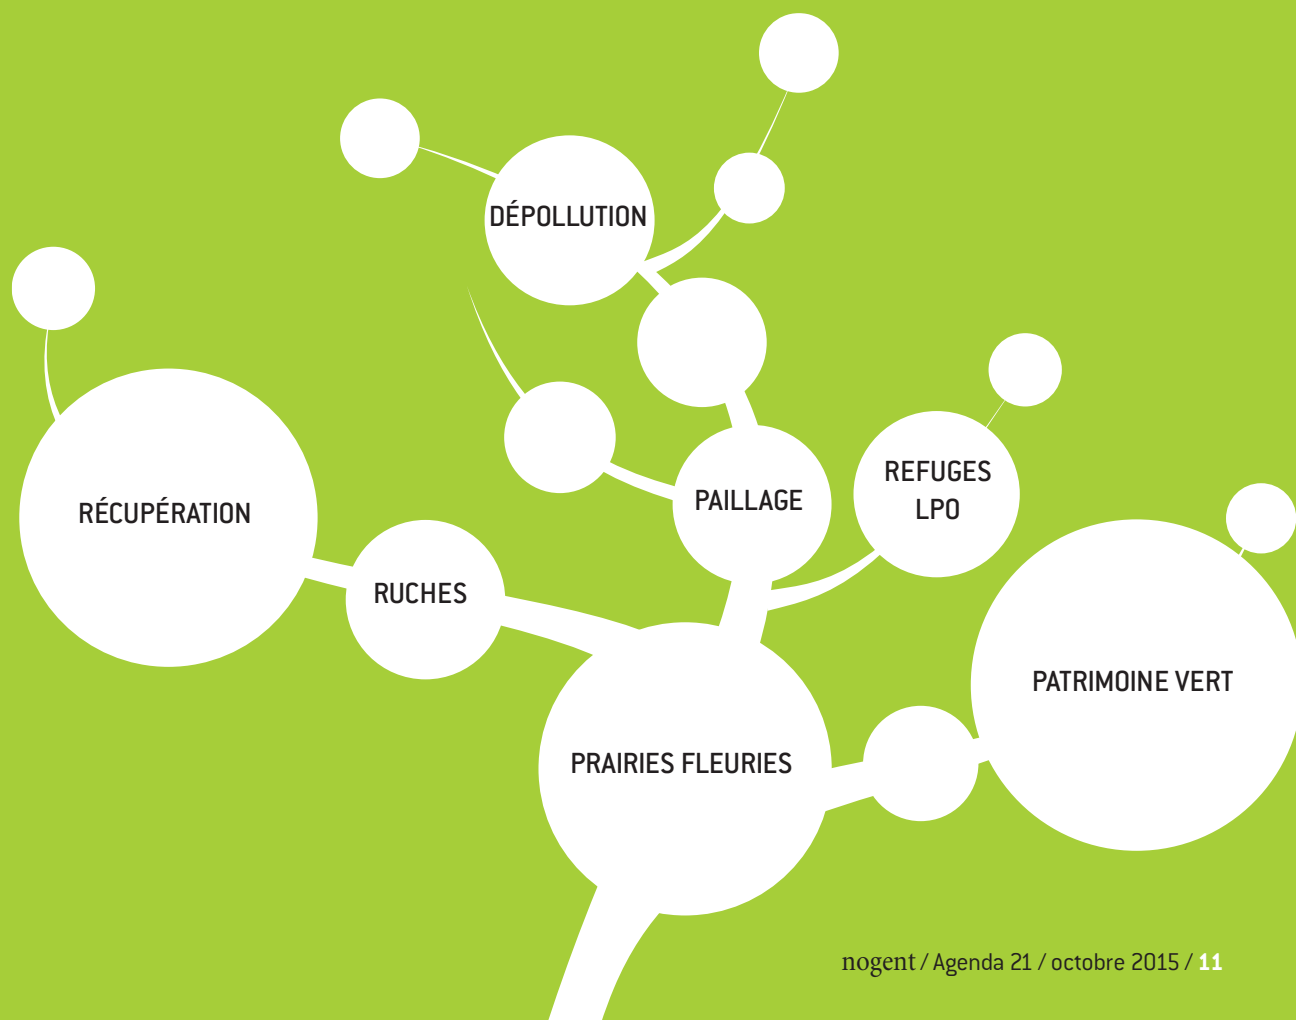 DÉPOLLUTION
REFUGES
LPO
PAILLAGE
RÉCUPÉRATION
RUCHES
PATRIMOINE VERT
PRAIRIES FLEURIES
nogent / Agenda 21 / octobre 2015 / 11